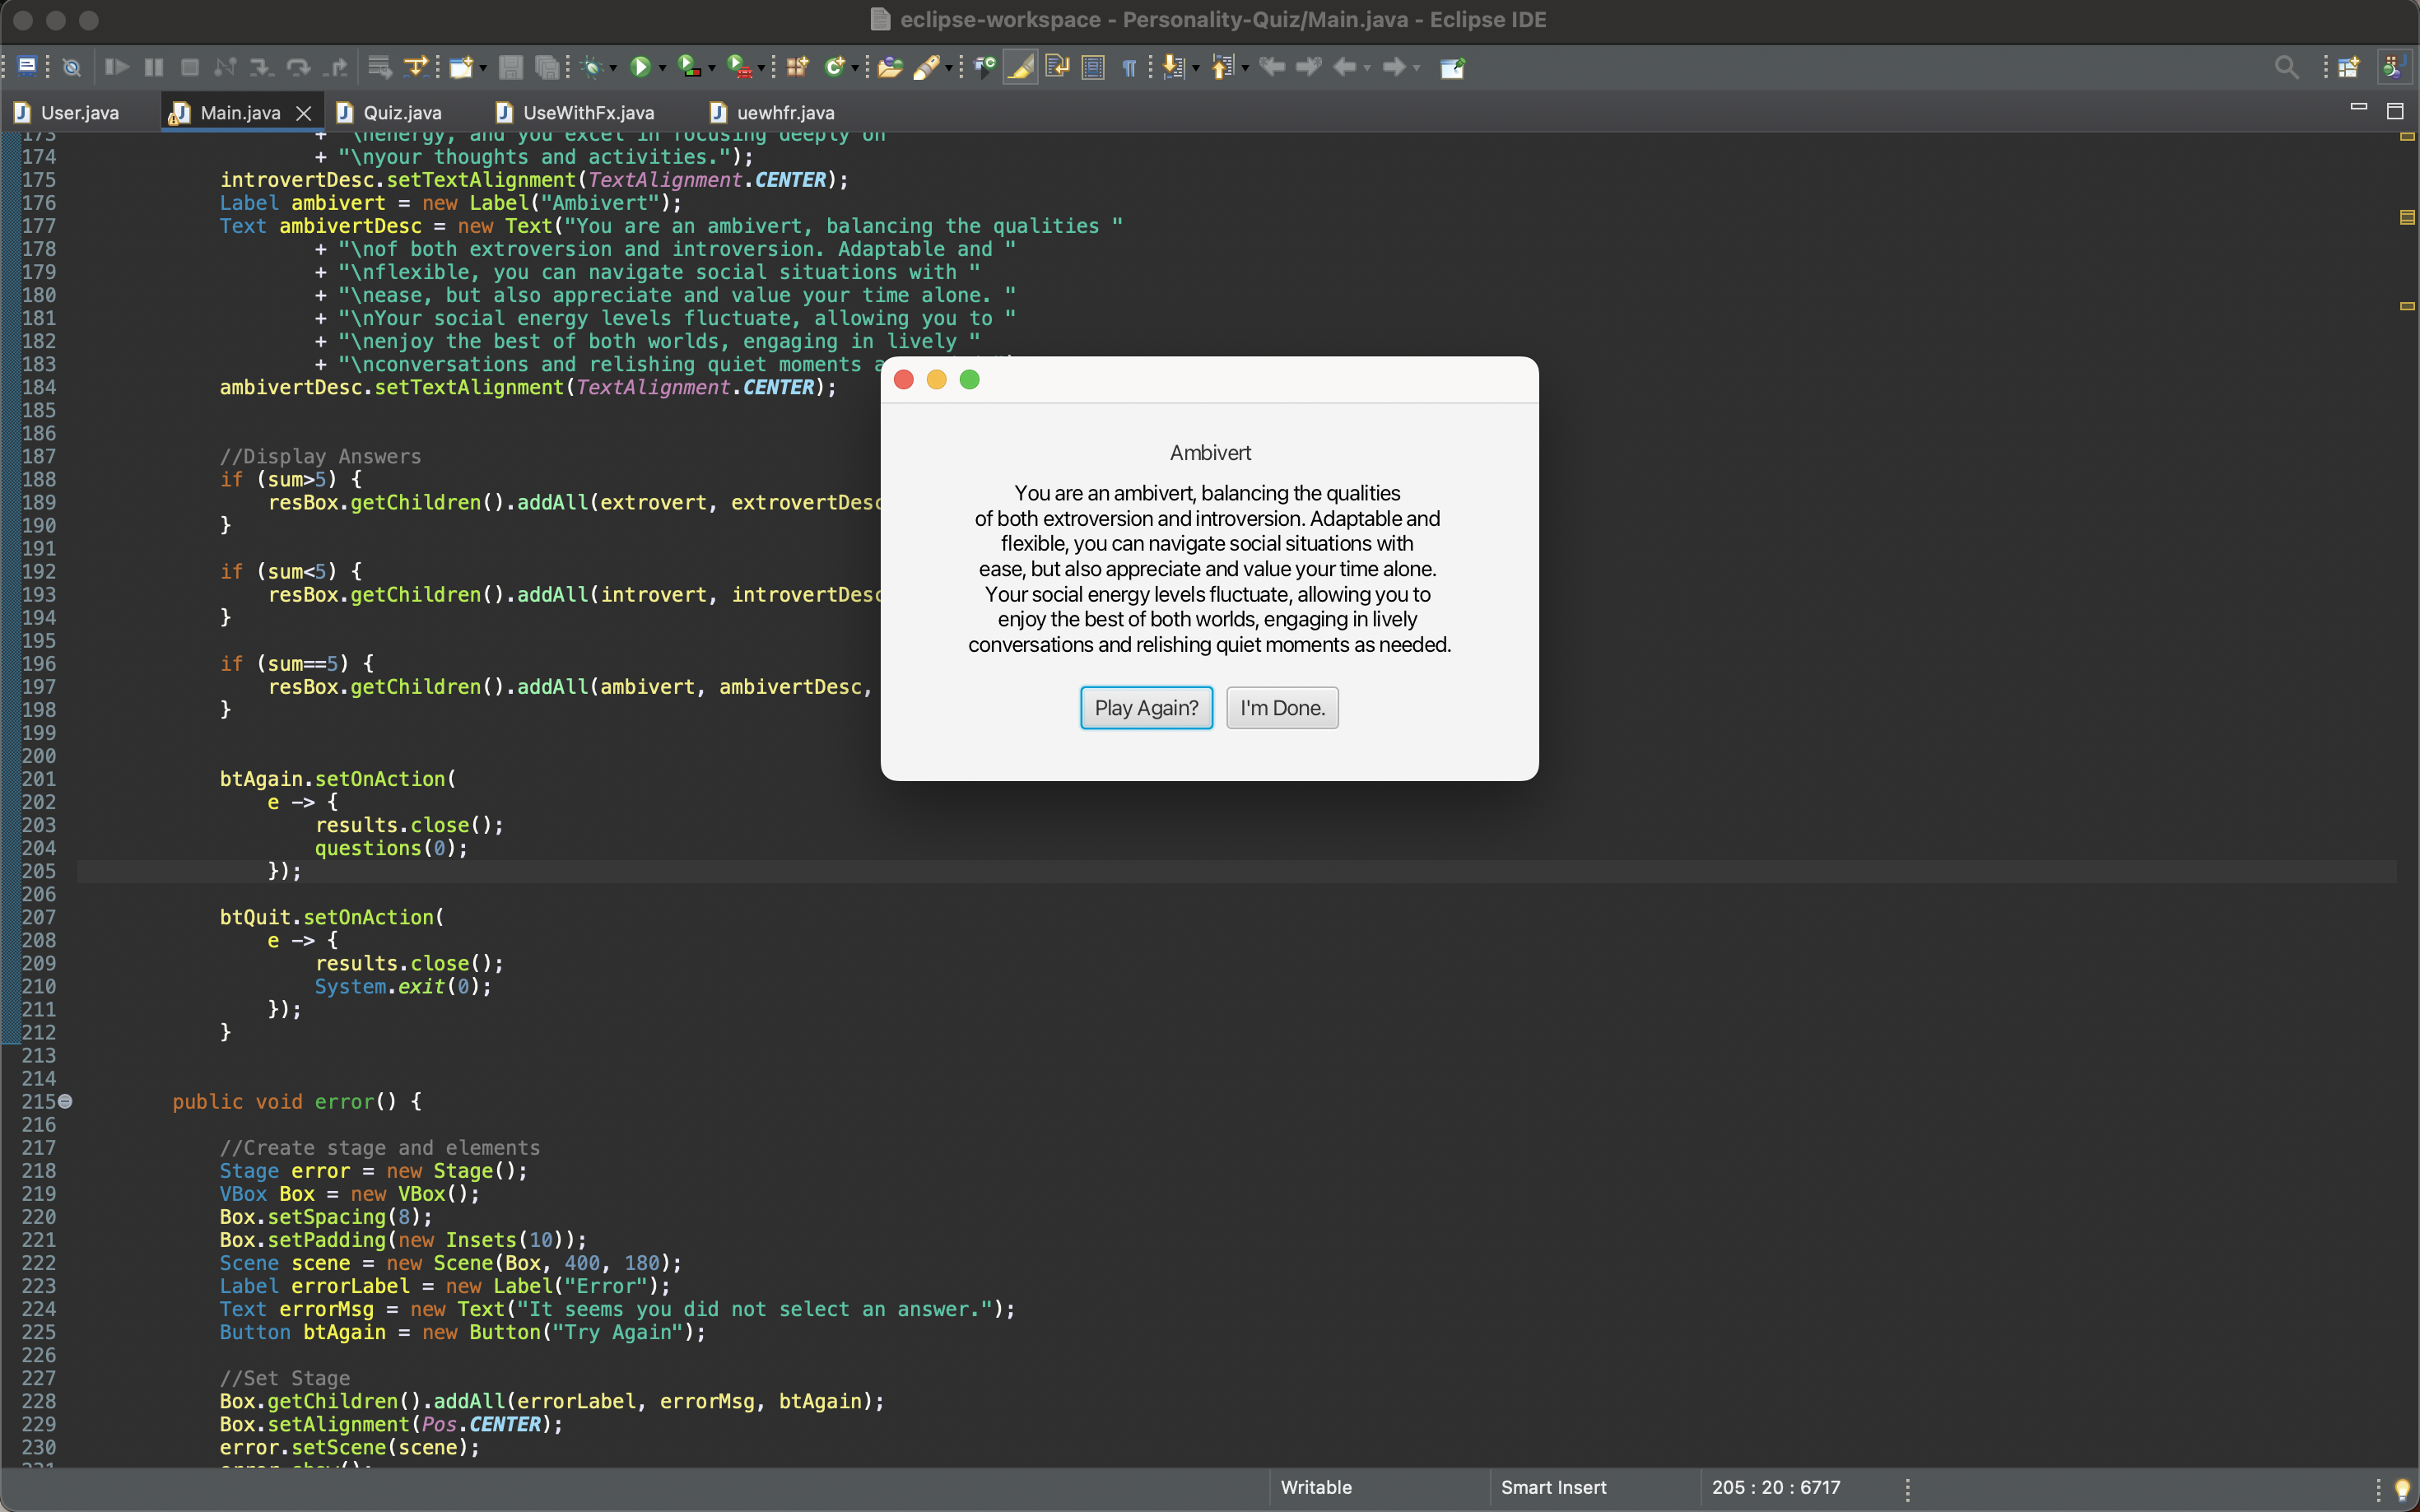 eclipse-workspace - Personality-Quiz/Main.java - Eclipse IDE
User.java
Main.java
Quiz.java
UseWithFx.java
uewhfr.java
173 + "\nenergy, and you excel in focusing deeply on
174 + "\nyour thoughts and activities.");
175 introvertDesc.setTextAlignment(TextAlignment.CENTER);
176 Label ambivert = new Label("Ambivert");
177 Text ambivertDesc = new Text("You are an ambivert, balancing the qualities "
178 + "\nof both extroversion and introversion. Adaptable and "
179 + "\nflexible, you can navigate social situations with "
180 + "\nease, but also appreciate and value your time alone. "
181 + "\nYour social energy levels fluctuate, allowing you to "
182 + "\nenjoy the best of both worlds, engaging in lively "
183 + "\nconversations and relishing quiet moments
184 ambivertDesc.setTextAlignment(TextAlignment.CENTER);
185
186
187 //Display Answers
188 if (sum>5) {
189 resBox.getChildren().addAll(extrovert, extrovertDesc
190 }
191
192 if (sum<5) {
193 resBox.getChildren().addAll(introvert, introvertDesc
194 }
195
196 if (sum==5) {
197 resBox.getChildren().addAll(ambivert, ambivertDesc,
198 }
199
200
201 btAgain.setOnAction(
202 e -> {
203 results.close();
204 questions(0);
205 });
206
207 btQuit.setOnAction(
208 e -> {
209 results.close();
210 System.exit(0);
211 });
212 }
213
214
215 public void error() {
216
217 //Create stage and elements
218 Stage error = new Stage();
219 VBox Box = new VBox();
220 Box.setSpacing(8);
221 Box.setPadding(new Insets(10));
222 Scene scene = new Scene(Box, 400, 180);
223 Label errorLabel = new Label("Error");
224 Text errorMsg = new Text("It seems you did not select an answer.");
225 Button btAgain = new Button("Try Again");
226
227 //Set Stage
228 Box.getChildren().addAll(errorLabel, errorMsg, btAgain);
229 Box.setAlignment(Pos.CENTER);
230 error.setScene(scene);
Ambivert
You are an ambivert, balancing the qualities
of both extroversion and introversion. Adaptable and
flexible, you can navigate social situations with
ease, but also appreciate and value your time alone.
Your social energy levels fluctuate, allowing you to
enjoy the best of both worlds, engaging in lively
conversations and relishing quiet moments as needed.
Play Again?
I'm Done.
Writable
Smart Insert
205 : 20 : 6717